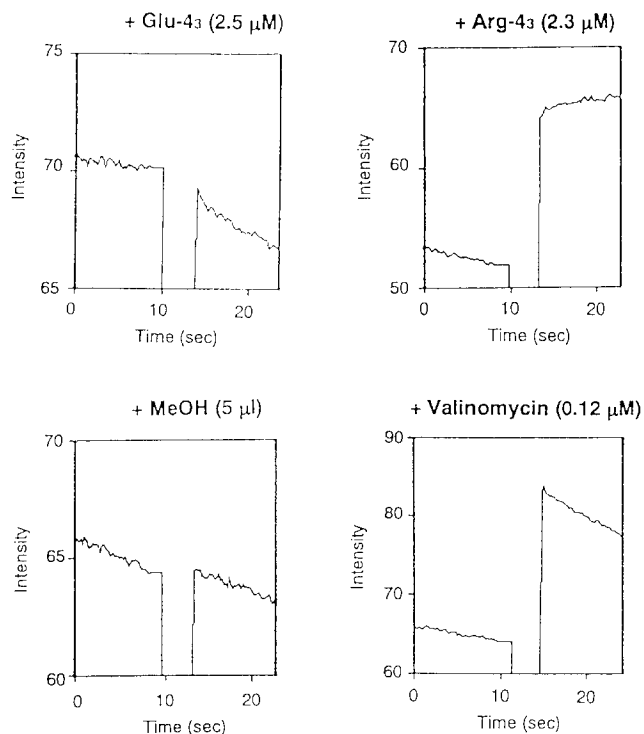 + Glu-4₃ (2.5 µM)
75
70
65
Intensity
0
10
20
Time (sec)
+ Arg-4₃ (2.3 µM)
70
60
50
Intensity
0
10
20
Time (sec)
+ MeOH (5 µl)
70
65
60
Intensity
0
10
20
Time (sec)
+ Valinomycin (0.12 µM)
90
80
70
60
Intensity
0
10
20
Time (sec)